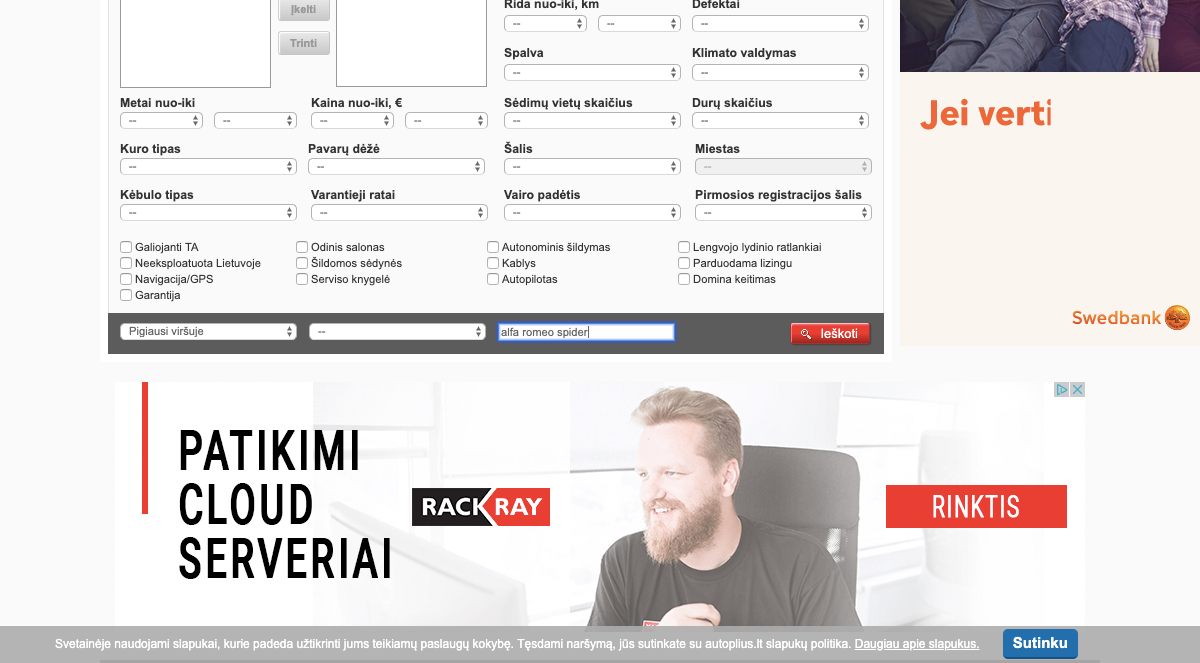 Rida nuo-iki, km
Defektai
Įkelti
--
--
--
Trinti
Spalva
Klimato valdymas
--
--
Metai nuo-iki
Kaina nuo-iki, €
Sėdimų vietų skaičius
Durų skaičius
--
--
--
--
--
--
Kuro tipas
Pavarų dėžė
Šalis
Miestas
--
--
--
--
Kėbulo tipas
Varantieji ratai
Vairo padėtis
Pirmosios registracijos šalis
--
--
--
--
Galiojanti TA
Odinis salonas
Autonominis šildymas
Lengvojo lydinio ratlankiai
Neeksploatuota Lietuvoje
Šildomos sėdynės
Kablys
Parduodama lizingu
Navigacija/GPS
Serviso knygelė
Autopilotas
Domina keitimas
Garantija
Pigiausi viršuje
--
alfa romeo spider
Ieškoti
Jei verti
Swedbank
PATIKIMI
CLOUD
SERVERIAI
RACKRAY
RINKTIS
Svetainėje naudojami slapukai, kurie padeda užtikrinti jums teikiamų paslaugų kokybę. Tęsdami naršymą, jūs sutinkate su autoplius.lt slapukų politika. Daugiau apie slapukus.
Sutinku